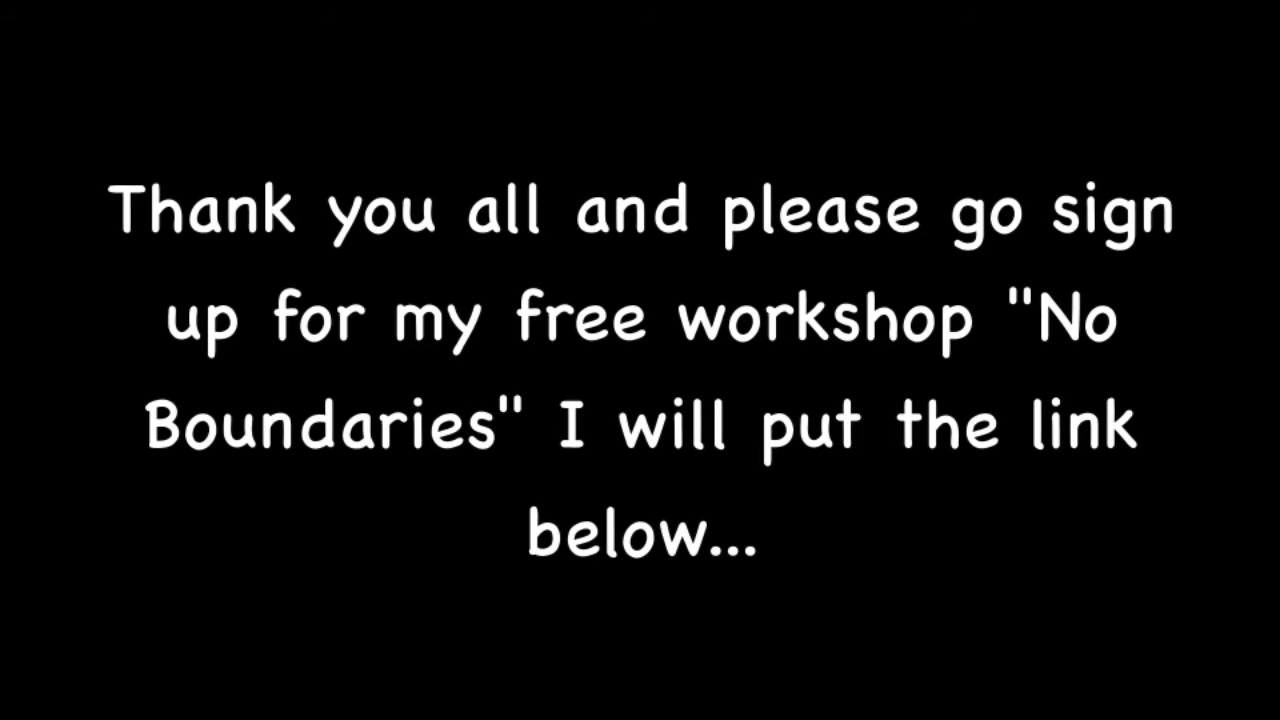 Thank you all and please go sign
up for my free workshop "No
Boundaries" I will put the link
below...